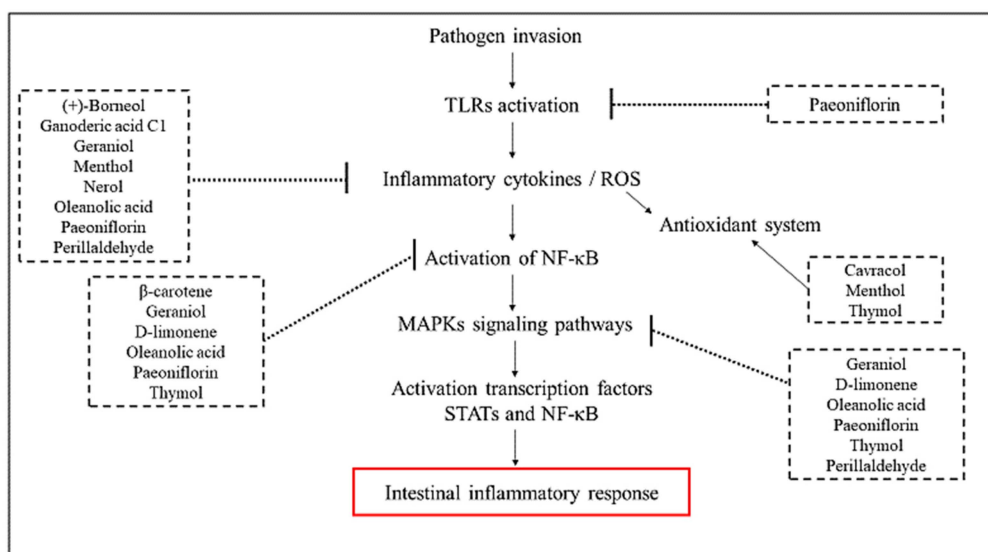 Pathogen invasion
TLRs activation
Paeoniflorin
(+)-Borneol
Ganoderic acid C1
Geraniol
Menthol
Nerol
Oleanolic acid
Paeoniflorin
Perillaldehyde
Inflammatory cytokines / ROS
Antioxidant system
Activation of NF-κB
Cavracol
Menthol
Thymol
β-carotene
Geraniol
D-limonene
Oleanolic acid
Paeoniflorin
Thymol
MAPKs signaling pathways
Geraniol
D-limonene
Oleanolic acid
Paeoniflorin
Thymol
Perillaldehyde
Activation transcription factors
STATs and NF-κB
Intestinal inflammatory response